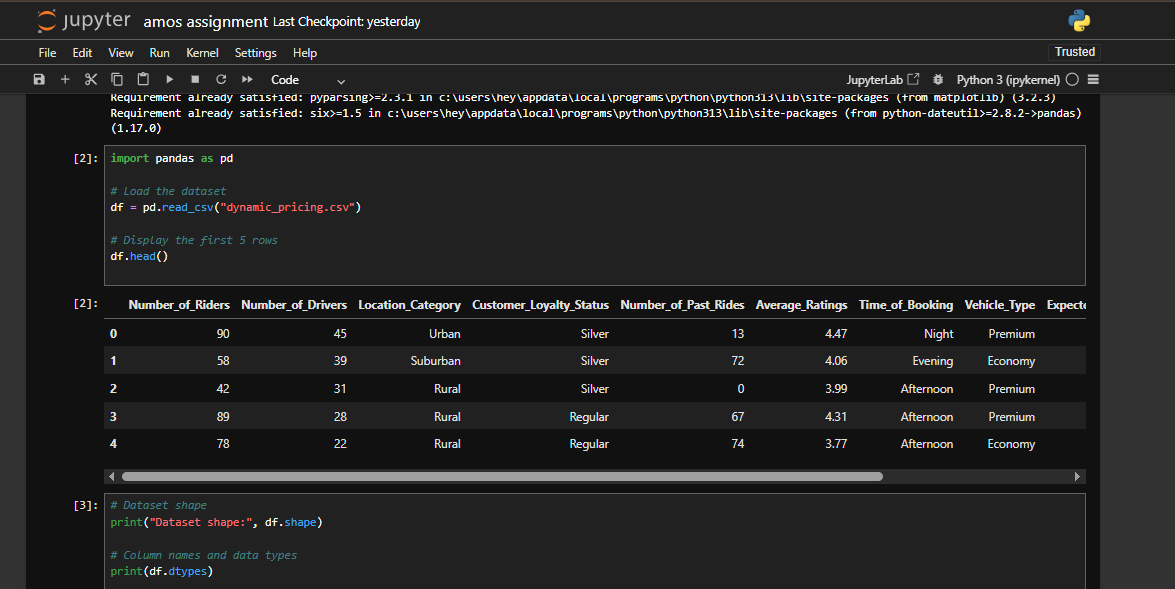 jupyter amos assignment Last Checkpoint: yesterday
File Edit View Run Kernel Settings Help Trusted
Code JupyterLab Python 3 (ipykernel)
Requirement already satisfied: pyparsing>=2.3.1 in c:\users\hey\appdata\local\programs\python\python313\lib\site-packages (from matplotlib) (3.2.3)
Requirement already satisfied: six>=1.5 in c:\users\hey\appdata\local\programs\python\python313\lib\site-packages (from python-dateutil>=2.8.2->pandas)
(1.17.0)
[2]: import pandas as pd
# Load the dataset
df = pd.read_csv("dynamic_pricing.csv")
# Display the first 5 rows
df.head()
[2]: Number_of_Riders Number_of_Drivers Location_Category Customer_Loyalty_Status Number_of_Past_Rides Average_Ratings Time_of_Booking Vehicle_Type Expecte
0 90 45 Urban Silver 13 4.47 Night Premium
1 58 39 Suburban Silver 72 4.06 Evening Economy
2 42 31 Rural Silver 0 3.99 Afternoon Premium
3 89 28 Rural Regular 67 4.31 Afternoon Premium
4 78 22 Rural Regular 74 3.77 Afternoon Economy
[3]: # Dataset shape
print("Dataset shape:", df.shape)
# Column names and data types
print(df.dtypes)